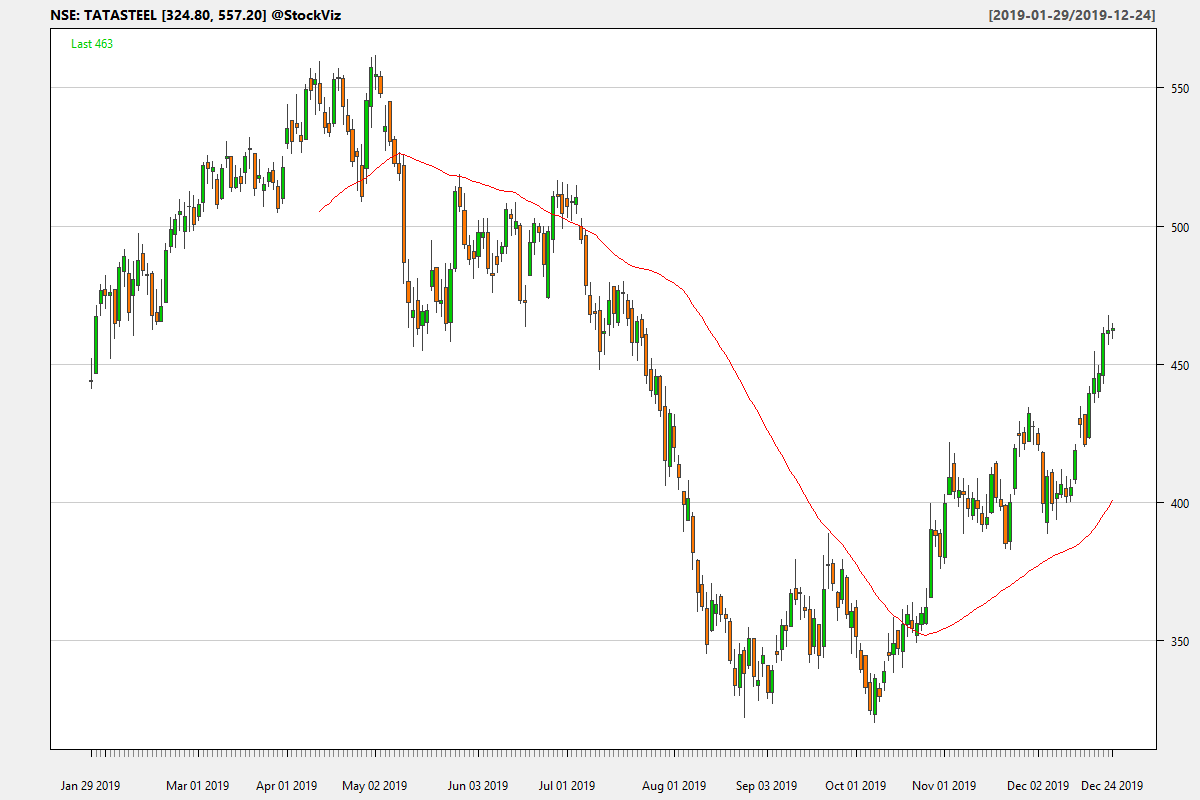 NSE: TATASTEEL [324.80, 557.20] @StockViz [2019-01-29/2019-12-24]
Last 463
550
500
450
400
350
Jan 29 2019 Mar 01 2019 Apr 01 2019 May 02 2019 Jun 03 2019 Jul 01 2019 Aug 01 2019 Sep 03 2019 Oct 01 2019 Nov 01 2019 Dec 02 2019 Dec 24 2019